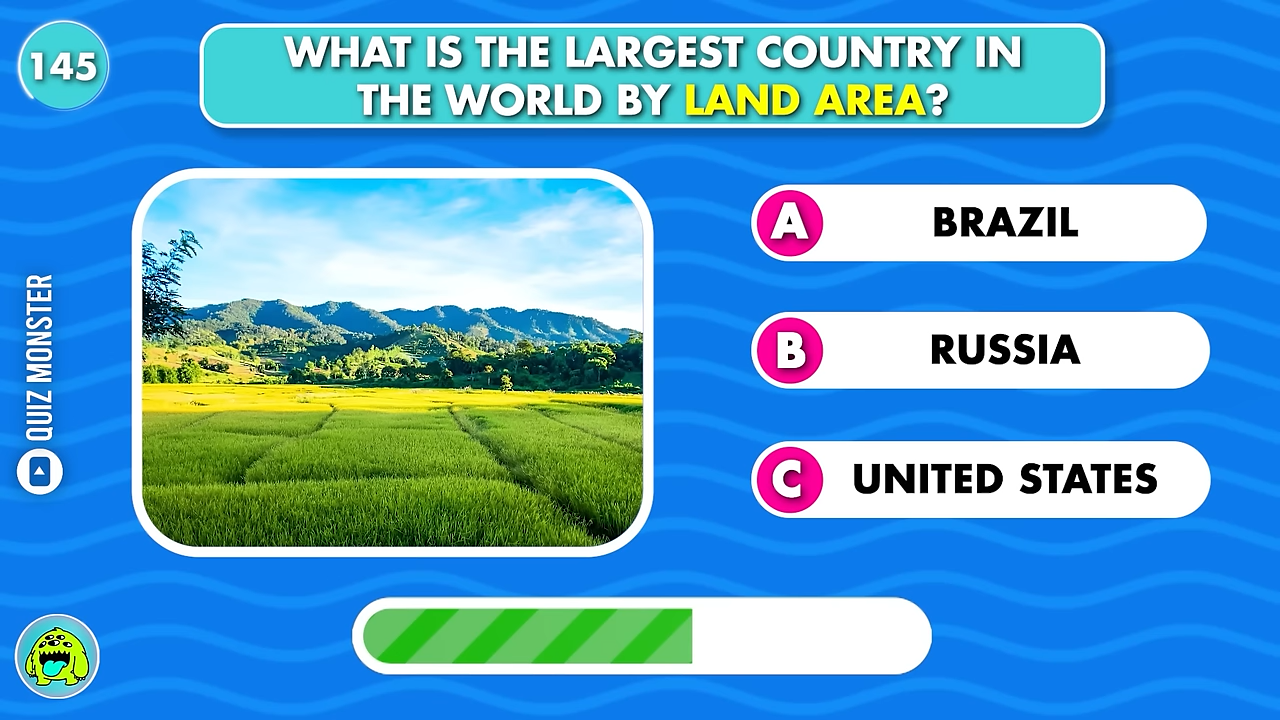 145
WHAT IS THE LARGEST COUNTRY IN
THE WORLD BY LAND AREA?
QUIZ MONSTER
A BRAZIL
B RUSSIA
C UNITED STATES